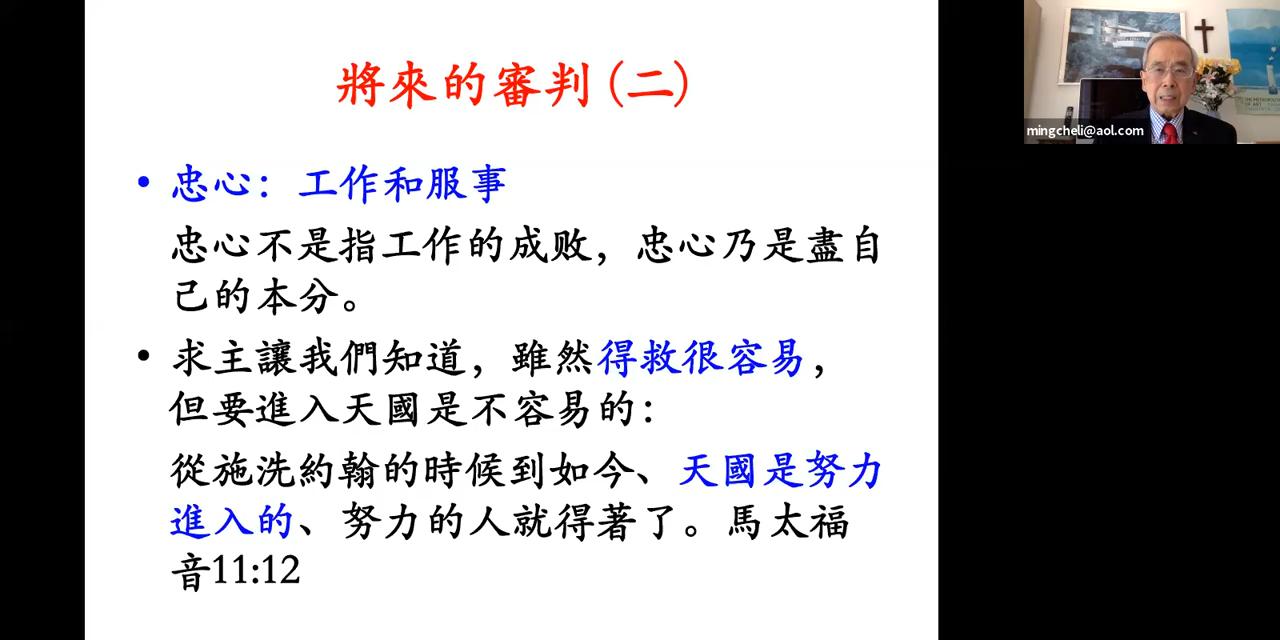 將來的審判(二)
• 忠心：工作和服事
忠心不是指工作的成敗，忠心乃是盡自
己的本分。
• 求主讓我們知道，雖然得救很容易，
但要進入天國是不容易的：
從施洗約翰的時候到如今、天國是努力
進入的、努力的人就得著了。馬太福
音11:12
mingcheli@aol.com